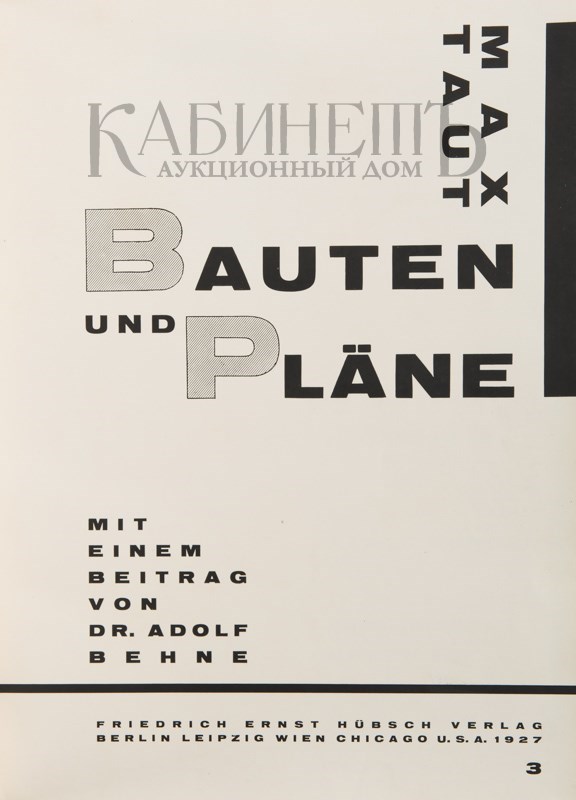 MAX
TAUT
КАБИНЕТЪ
АУКЦИОННЫЙ ДОМ
BAUTEN
UND
PLÄNE
MIT
EINEM
BEITRAG
VON
DR. ADOLF
BEHNE
FRIEDRICH ERNST HÜBSCH VERLAG
BERLIN LEIPZIG WIEN CHICAGO U.S.A. 1927
3